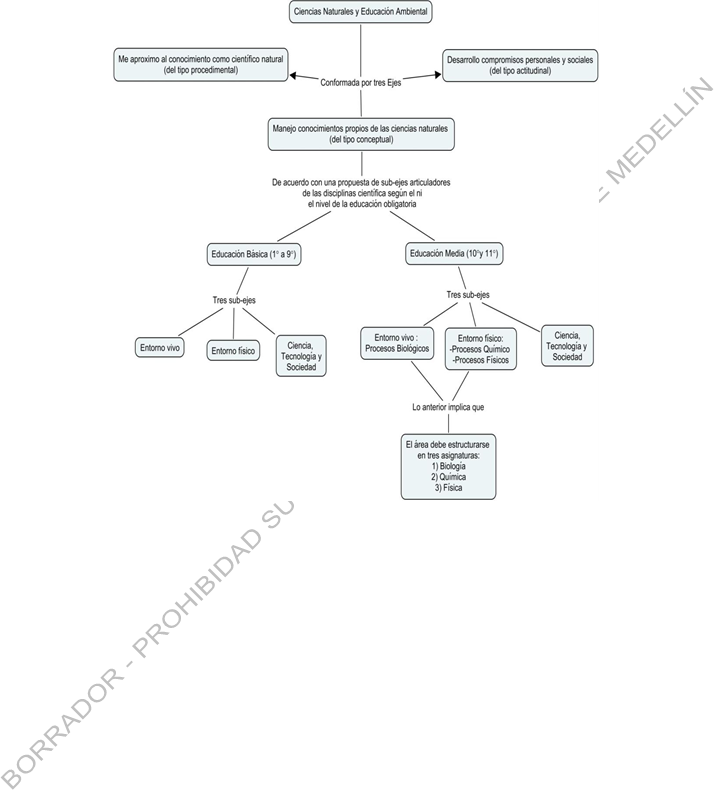 Ciencias Naturales y Educación Ambiental
Me aproximo al conocimiento como científico natural
(del tipo procedimental)
Desarrollo compromisos personales y sociales
(del tipo actitudinal)
Conformada por tres Ejes
Manejo conocimientos propios de las ciencias naturales
(del tipo conceptual)
De acuerdo con una propuesta de sub-ejes articuladores
de las disciplinas científica según el ni
el nivel de la educación obligatoria
Educación Básica (1° a 9°)
Educación Media (10°y 11°)
Tres sub-ejes
Tres sub-ejes
Entorno vivo
Entorno físico
Ciencia,
Tecnología y
Sociedad
Entorno vivo :
Procesos Biológicos
Entorno físico:
-Procesos Químico
-Procesos Físicos
Ciencia,
Tecnología y
Sociedad
Lo anterior implica que
El área debe estructurarse
en tres asignaturas:
1) Biología
2) Química
3) Física
BORRADOR - PROHIBIDAD SU
- MEDELLÍN